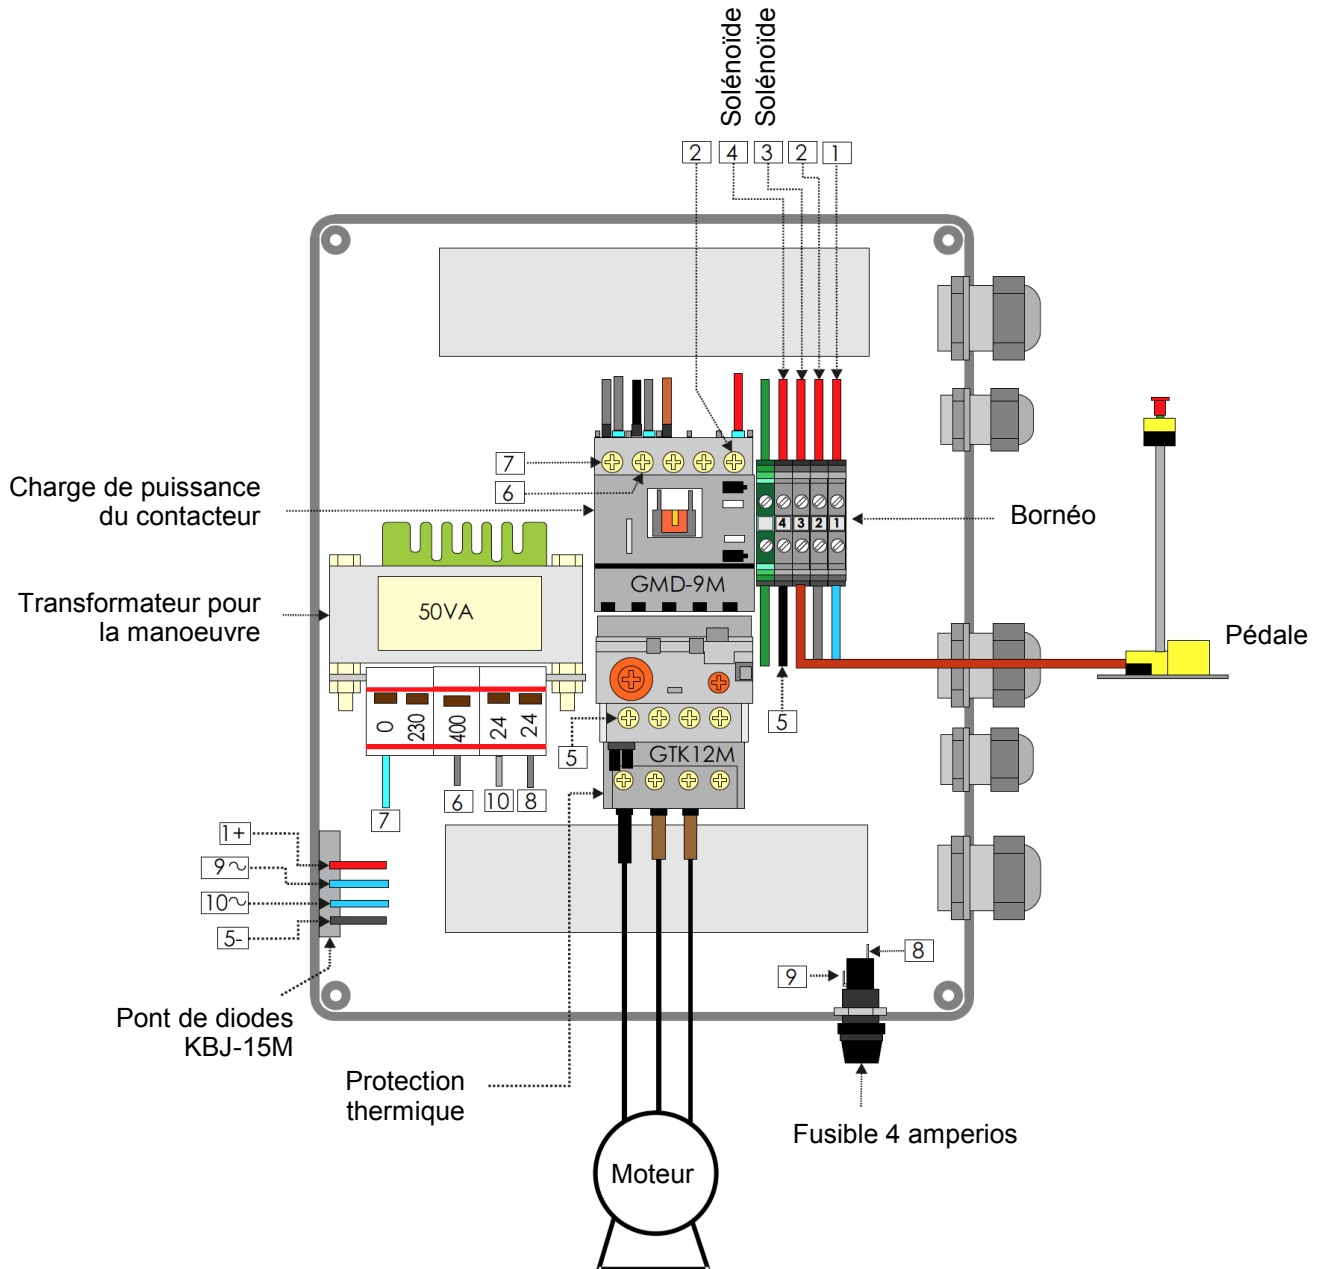 Solénoïde
Solénoïde
2 4 3 2 1
7
6
Charge de puissance
du contacteur
4 3 2 1
Bornéo
GMD-9M
Transformateur pour
la manoeuvre
50VA
Pédale
0 230 400 24 24
5
5
GTK12M
6 10 8
7
1+
9~
10~
5-
8
9
Pont de diodes
KBJ-15M
Protection
thermique
Fusible 4 amperios
Moteur